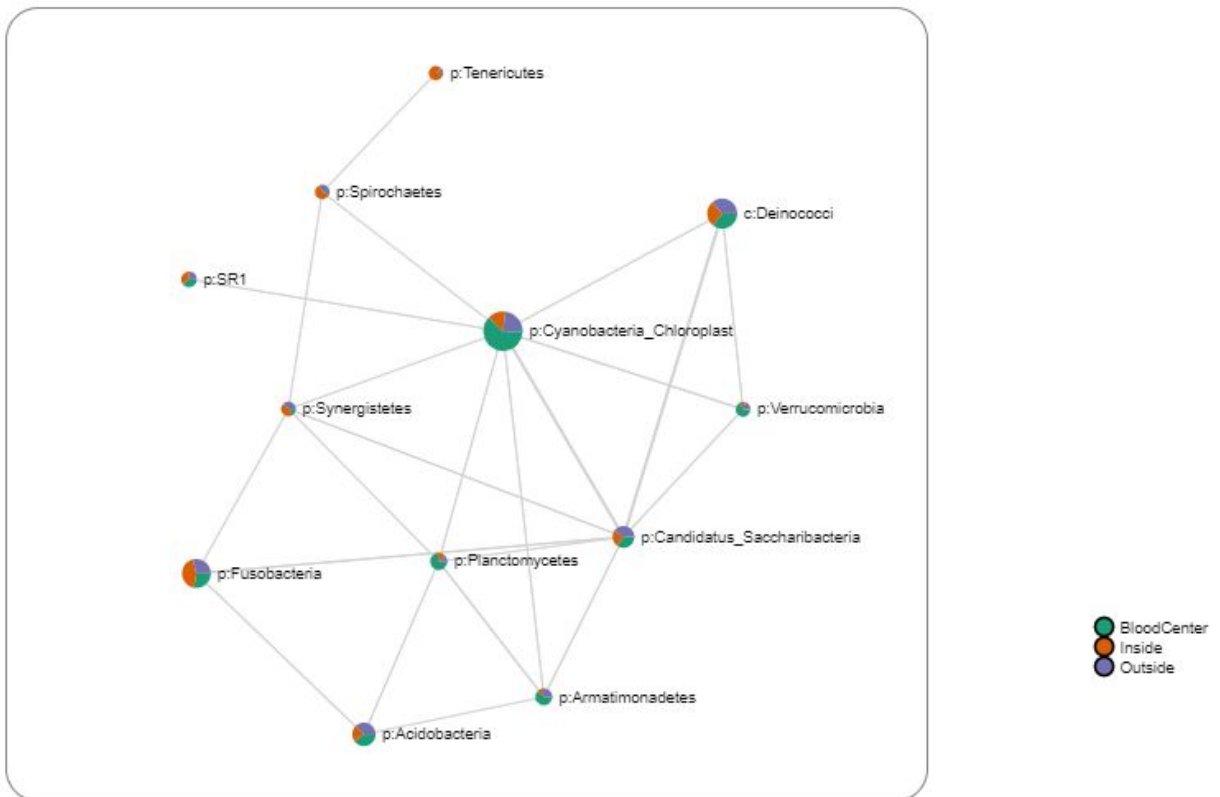 p:Tenericutes
p:Spirochaetes
c:Deinococci
p:SR1
p:Cyanobacteria_Chloroplast
p:Synergistetes
p:Verrucomicrobia
p:Candidatus_Saccharibacteria
p:Planctomycetes
p:Fusobacteria
p:Armatimonadetes
p:Acidobacteria
BloodCenter
Inside
Outside